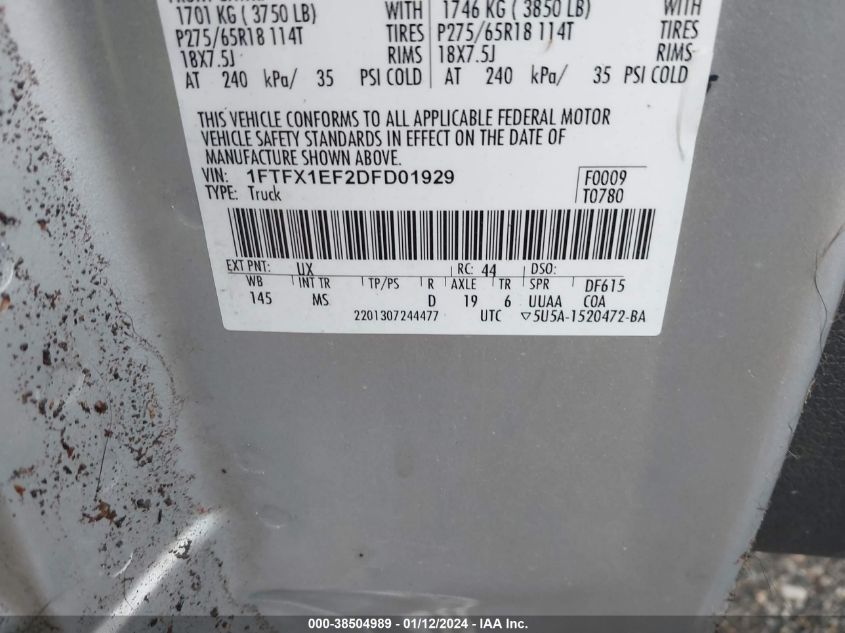 1701 KG ( 3750 LB) WITH 1746 KG ( 3850 LB) WITH
P275/65R18 114T TIRES P275/65R18 114T TIRES
18X7.5J RIMS 18X7.5J RIMS
AT 240 kPa/ 35 PSI COLD AT 240 kPa/ 35 PSI COLD
THIS VEHICLE CONFORMS TO ALL APPLICABLE FEDERAL MOTOR
VEHICLE SAFETY STANDARDS IN EFFECT ON THE DATE OF
MANUFACTURE SHOWN ABOVE.
VIN: 1FTFX1EF2DFD01929 F0009
TYPE: Truck T0780
EXT PNT: UX RC: 44 DSO:
WB INT TR TP/PS R AXLE TR SPR DF615
145 MS D 19 6 UUAA COA
2201307244477 UTC ▽5U5A-1520472-BA
000-38504989 - 01/12/2024 - IAA Inc.